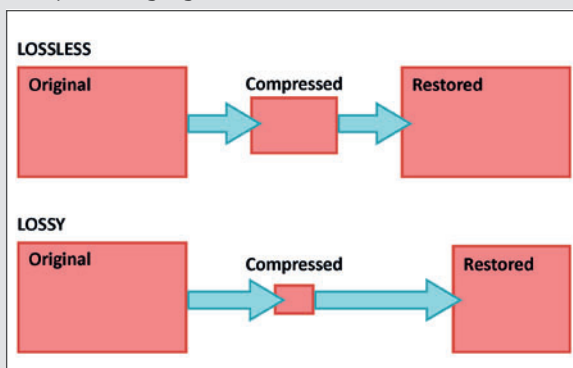 LOSSLESS
Original
Compressed
Restored
LOSSY
Original
Compressed
Restored